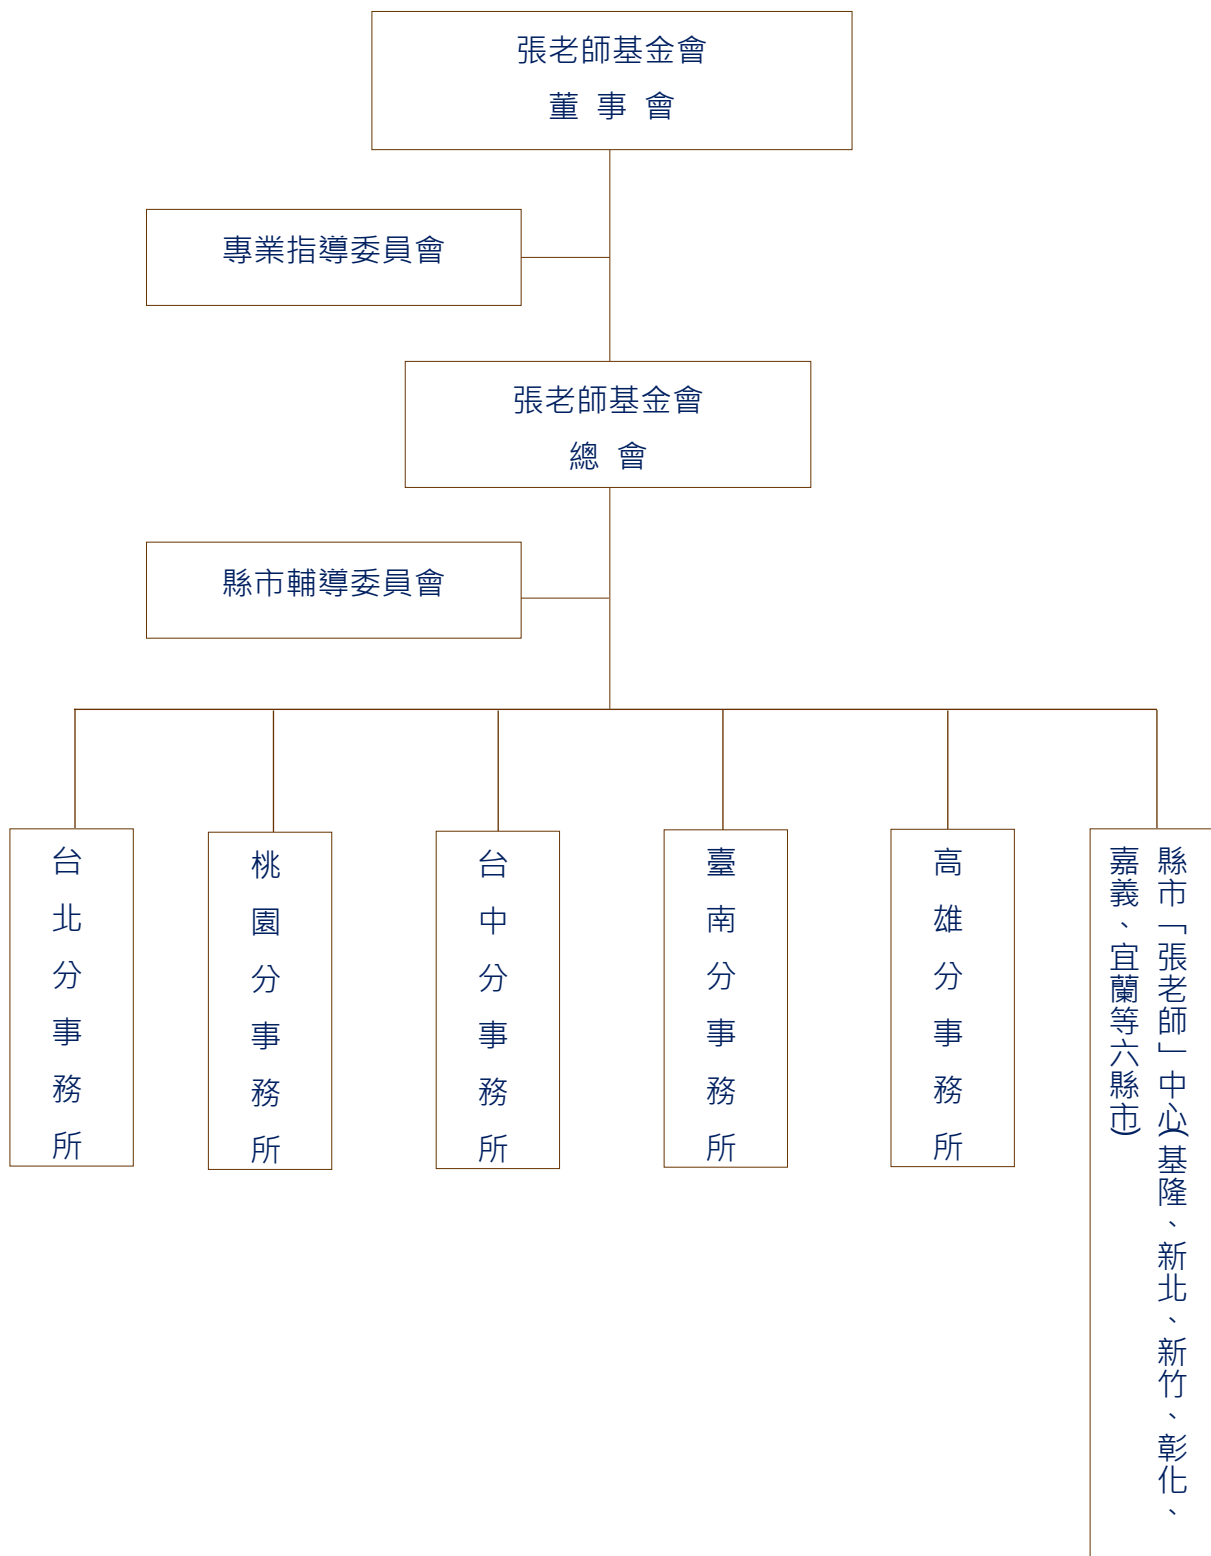 張老師基金會
董 事 會
專業指導委員會
張老師基金會
總 會
縣市輔導委員會
台北分事務所
桃園分事務所
台中分事務所
臺南分事務所
高雄分事務所
縣市「張老師」中心(基隆、新北、新竹、彰化、
嘉義、宜蘭等六縣市)